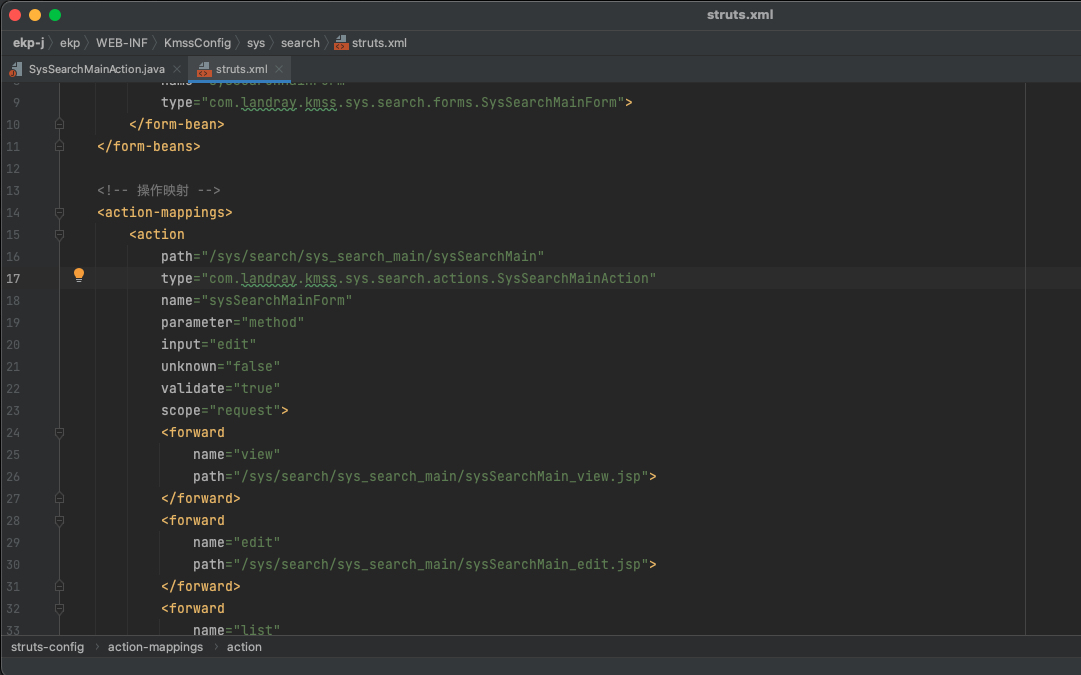 struts.xml
ekp-j ekp WEB-INF KmssConfig sys search struts.xml
SysSearchMainAction.java struts.xml
9 type="com.landray.kmss.sys.search.forms.SysSearchMainForm">
10 </form-bean>
11 </form-beans>
12
13 <!-- 操作映射 -->
14 <action-mappings>
15 <action
16 path="/sys/search/sys_search_main/sysSearchMain"
17 type="com.landray.kmss.sys.search.actions.SysSearchMainAction"
18 name="sysSearchMainForm"
19 parameter="method"
20 input="edit"
21 unknown="false"
22 validate="true"
23 scope="request">
24 <forward
25 name="view"
26 path="/sys/search/sys_search_main/sysSearchMain_view.jsp">
27 </forward>
28 <forward
29 name="edit"
30 path="/sys/search/sys_search_main/sysSearchMain_edit.jsp">
31 </forward>
32 <forward
33 name="list"
struts-config action-mappings action